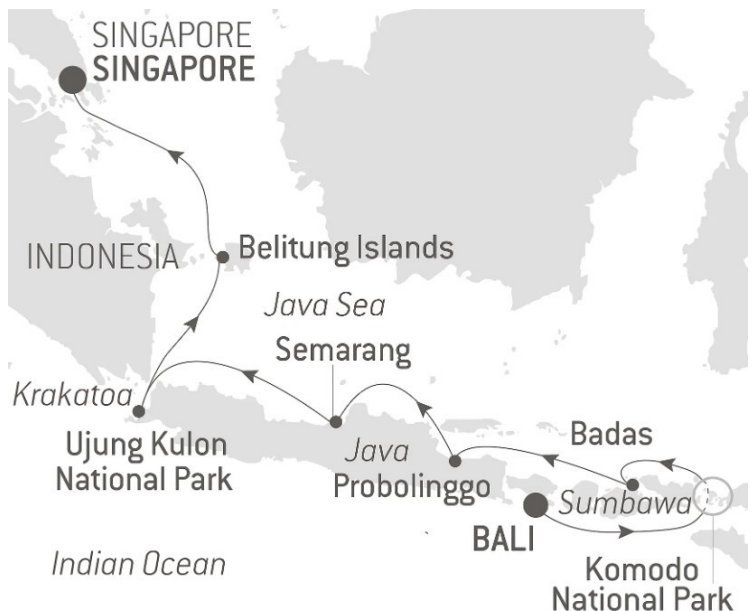 SINGAPORE
SINGAPORE
INDONESIA
Belitung Islands
Java Sea
Semarang
Krakatoa
Ujung Kulon
National Park
Java
Probolinggo
Badas
Sumbawa
BALI
Komodo
National Park
Indian Ocean